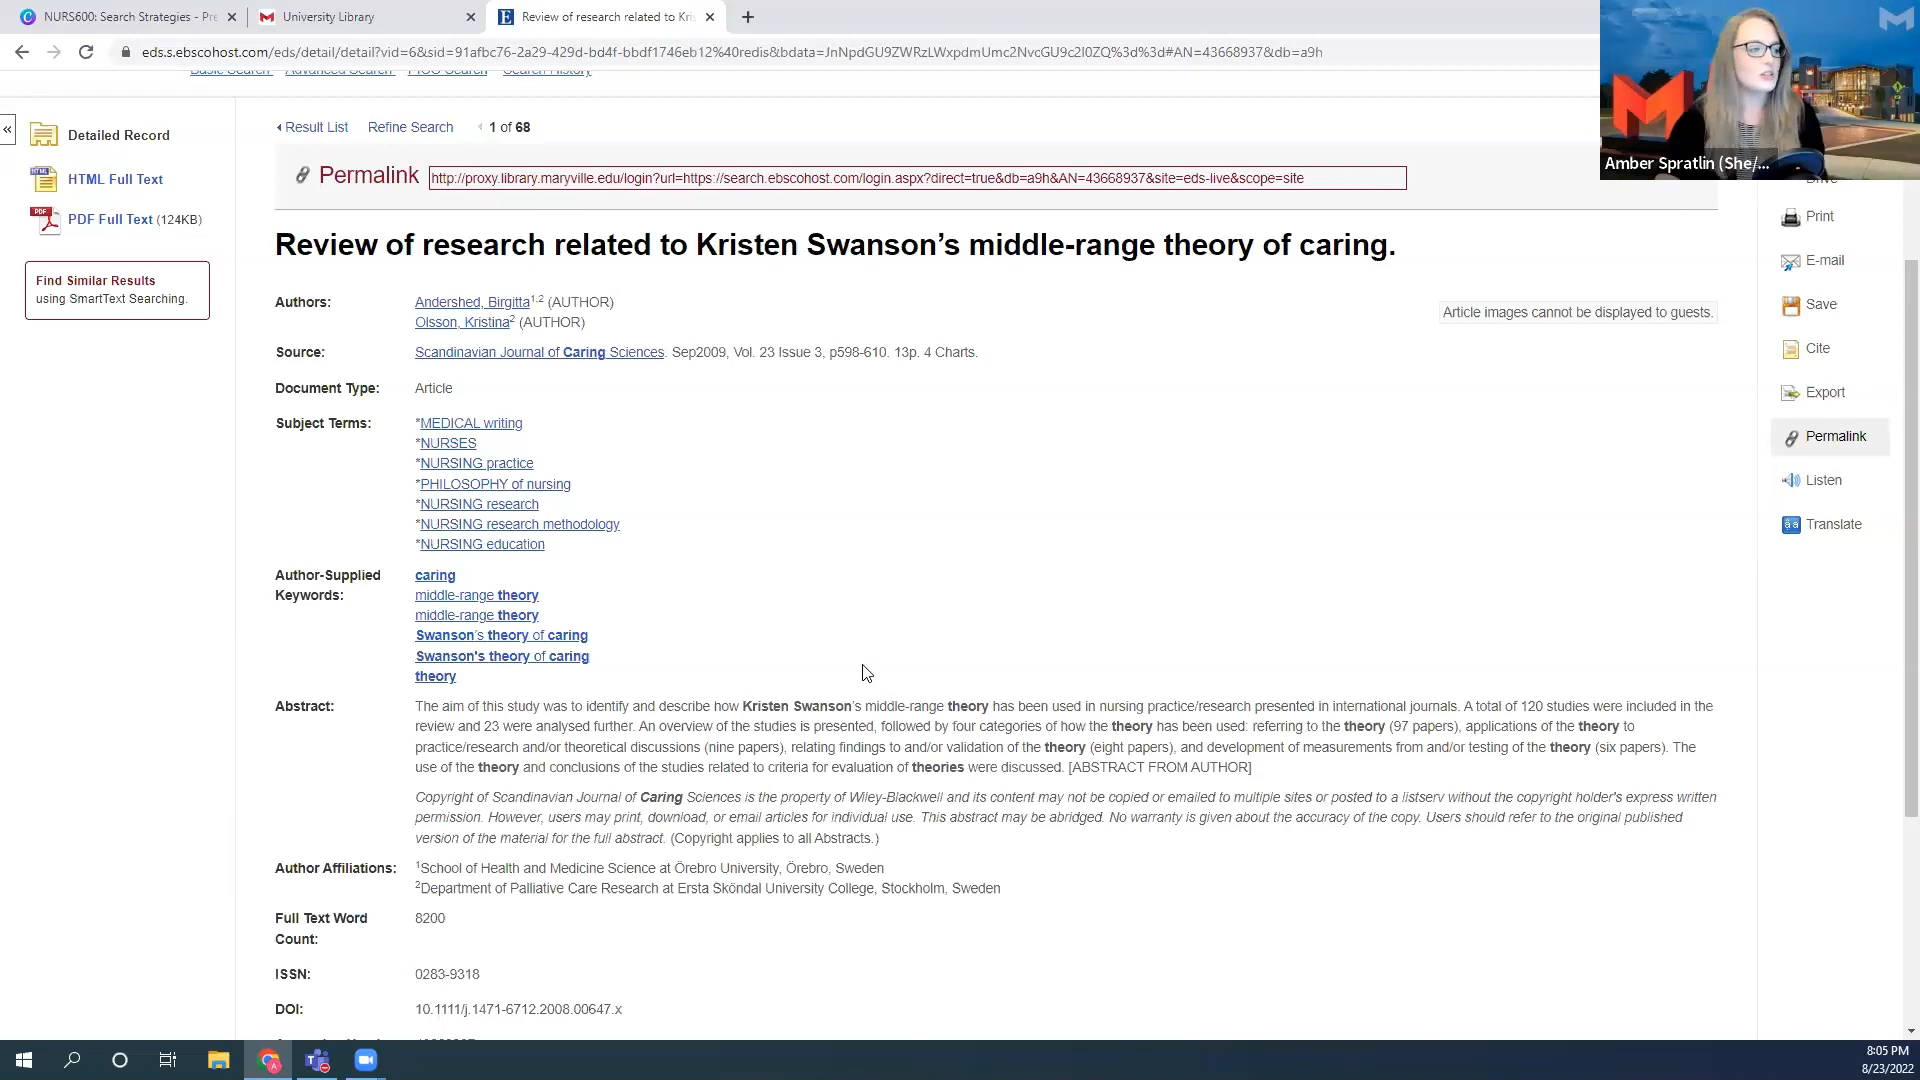 NURS600: Search Strategies - Pre
University Library
Review of research related to Kris
eds.s.ebscohost.com/eds/detail/detail?vid=6&sid=91afbc76-2a29-429d-bd4f-bbdf1746eb12%40redis&bdata=JnNpdGU9ZWRzLWxpdmUmc2NvcGU9c2l0ZQ%3d%3d#AN=43668937&db=a9h
Basic Search Advanced Search PICO Search Search History
Amber Spratlin (She/...
Detailed Record
HTML Full Text
PDF Full Text (124KB)
Find Similar Results
using SmartText Searching.
Result List Refine Search 1 of 68
Permalink http://proxy.library.maryville.edu/login?url=https://search.ebscohost.com/login.aspx?direct=true&db=a9h&AN=43668937&site=eds-live&scope=site
Review of research related to Kristen Swanson’s middle-range theory of caring.
Authors: Andershed, Birgitta1,2 (AUTHOR)
Olsson, Kristina2 (AUTHOR)
Article images cannot be displayed to guests.
Source: Scandinavian Journal of Caring Sciences. Sep2009, Vol. 23 Issue 3, p598-610. 13p. 4 Charts.
Document Type: Article
Subject Terms: *MEDICAL writing
*NURSES
*NURSING practice
*PHILOSOPHY of nursing
*NURSING research
*NURSING research methodology
*NURSING education
Author-Supplied Keywords: caring
middle-range theory
middle-range theory
Swanson’s theory of caring
Swanson's theory of caring
theory
Abstract: The aim of this study was to identify and describe how Kristen Swanson’s middle-range theory has been used in nursing practice/research presented in international journals. A total of 120 studies were included in the
review and 23 were analysed further. An overview of the studies is presented, followed by four categories of how the theory has been used: referring to the theory (97 papers), applications of the theory to
practice/research and/or theoretical discussions (nine papers), relating findings to and/or validation of the theory (eight papers), and development of measurements from and/or testing of the theory (six papers). The
use of the theory and conclusions of the studies related to criteria for evaluation of theories were discussed. [ABSTRACT FROM AUTHOR]
Copyright of Scandinavian Journal of Caring Sciences is the property of Wiley-Blackwell and its content may not be copied or emailed to multiple sites or posted to a listserv without the copyright holder's express written
permission. However, users may print, download, or email articles for individual use. This abstract may be abridged. No warranty is given about the accuracy of the copy. Users should refer to the original published
version of the material for the full abstract. (Copyright applies to all Abstracts.)
Author Affiliations: 1School of Health and Medicine Science at Örebro University, Örebro, Sweden
2Department of Palliative Care Research at Ersta Sköndal University College, Stockholm, Sweden
Full Text Word Count: 8200
ISSN: 0283-9318
DOI: 10.1111/j.1471-6712.2008.00647.x
Drive
Print
E-mail
Save
Cite
Export
Permalink
Listen
Translate
8:05 PM
8/23/2022